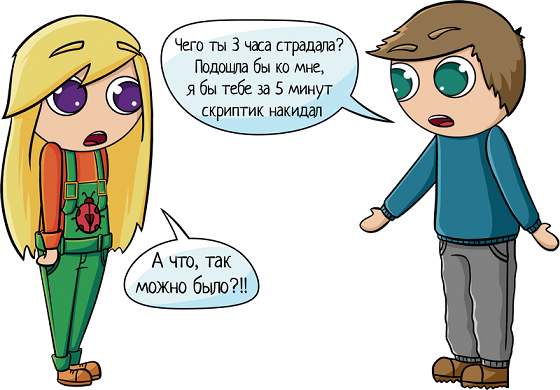 Чего ты 3 часа страдала?
Подошла бы ко мне,
я бы тебе за 5 минут
скриптик накидал
А что, так
можно было?!!